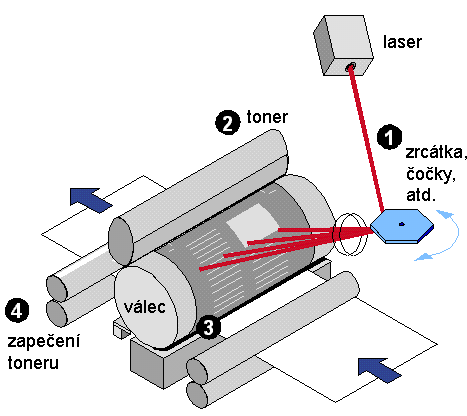 laser
1
zrcátka,
čočky,
atd.
2 toner
válec
3
4
zapečení
toneru